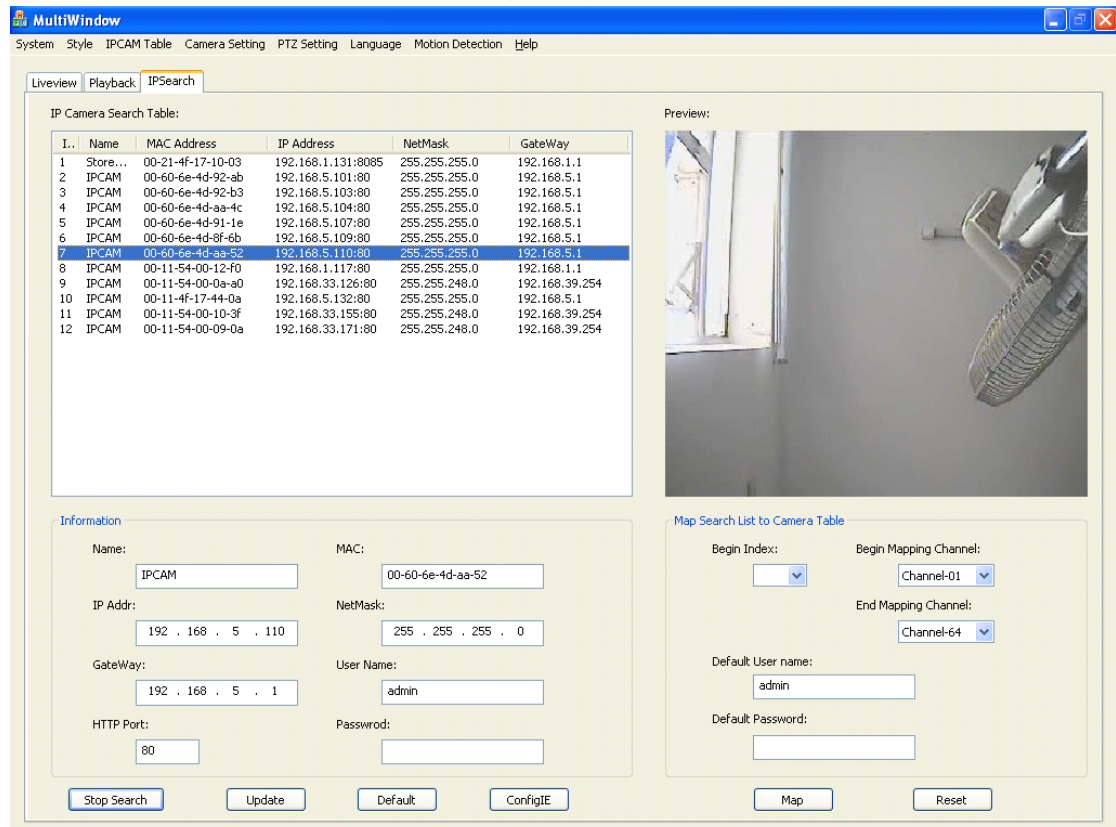 MultiWindow
System Style IPCAM Table Camera Setting PTZ Setting Language Motion Detection Help
Liveview Playback IPSearch
IP Camera Search Table:
Preview:
I.. Name MAC Address IP Address NetMask GateWay
1 Store... 00-21-4f-17-10-03 192.168.1.131:8085 255.255.255.0 192.168.1.1
2 IPCAM 00-60-6e-4d-92-ab 192.168.5.101:80 255.255.255.0 192.168.5.1
3 IPCAM 00-60-6e-4d-92-b3 192.168.5.103:80 255.255.255.0 192.168.5.1
4 IPCAM 00-60-6e-4d-aa-4c 192.168.5.104:80 255.255.255.0 192.168.5.1
5 IPCAM 00-60-6e-4d-91-1e 192.168.5.107:80 255.255.255.0 192.168.5.1
6 IPCAM 00-60-6e-4d-8f-6b 192.168.5.109:80 255.255.255.0 192.168.5.1
7 IPCAM 00-60-6e-4d-aa-52 192.168.5.110:80 255.255.255.0 192.168.5.1
8 IPCAM 00-11-54-00-12-f0 192.168.1.117:80 255.255.255.0 192.168.1.1
9 IPCAM 00-11-54-00-0a-a0 192.168.33.126:80 255.255.248.0 192.168.39.254
10 IPCAM 00-11-4f-17-44-0a 192.168.5.132:80 255.255.255.0 192.168.5.1
11 IPCAM 00-11-54-00-10-3f 192.168.33.155:80 255.255.248.0 192.168.39.254
12 IPCAM 00-11-54-00-09-0a 192.168.33.171:80 255.255.248.0 192.168.39.254
Information
Name: MAC:
IPCAM 00-60-6e-4d-aa-52
IP Addr: NetMask:
192 . 168 . 5 . 110 255 . 255 . 255 . 0
GateWay: User Name:
192 . 168 . 5 . 1 admin
HTTP Port: Passwrod:
80
Map Search List to Camera Table
Begin Index: Begin Mapping Channel:
Channel-01
End Mapping Channel:
Channel-64
Default User name:
admin
Default Password:
Stop Search Update Default ConfigIE Map Reset